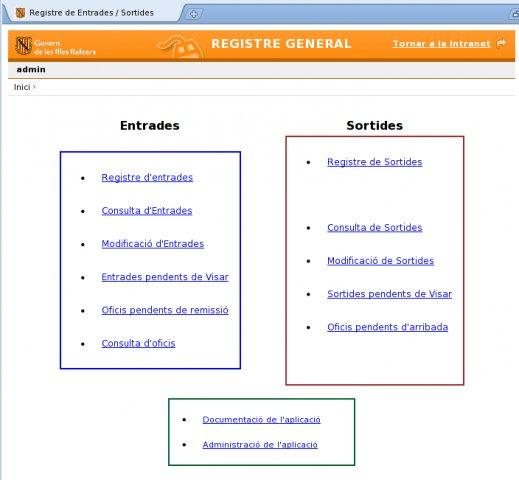 Registre de Entrades / Sortides
Govern
de les Illes Balears
REGISTRE GENERAL
Tornar a la intranet
admin
Inici ›
Entrades
Registre d'entrades
Consulta d'Entrades
Modificació d'Entrades
Entrades pendents de Visar
Oficis pendents de remissió
Consulta d'oficis
Sortides
Registre de Sortides
Consulta de Sortides
Modificació de Sortides
Sortides pendents de Visar
Oficis pendents d'arribada
Documentació de l'aplicació
Administració de l'aplicació